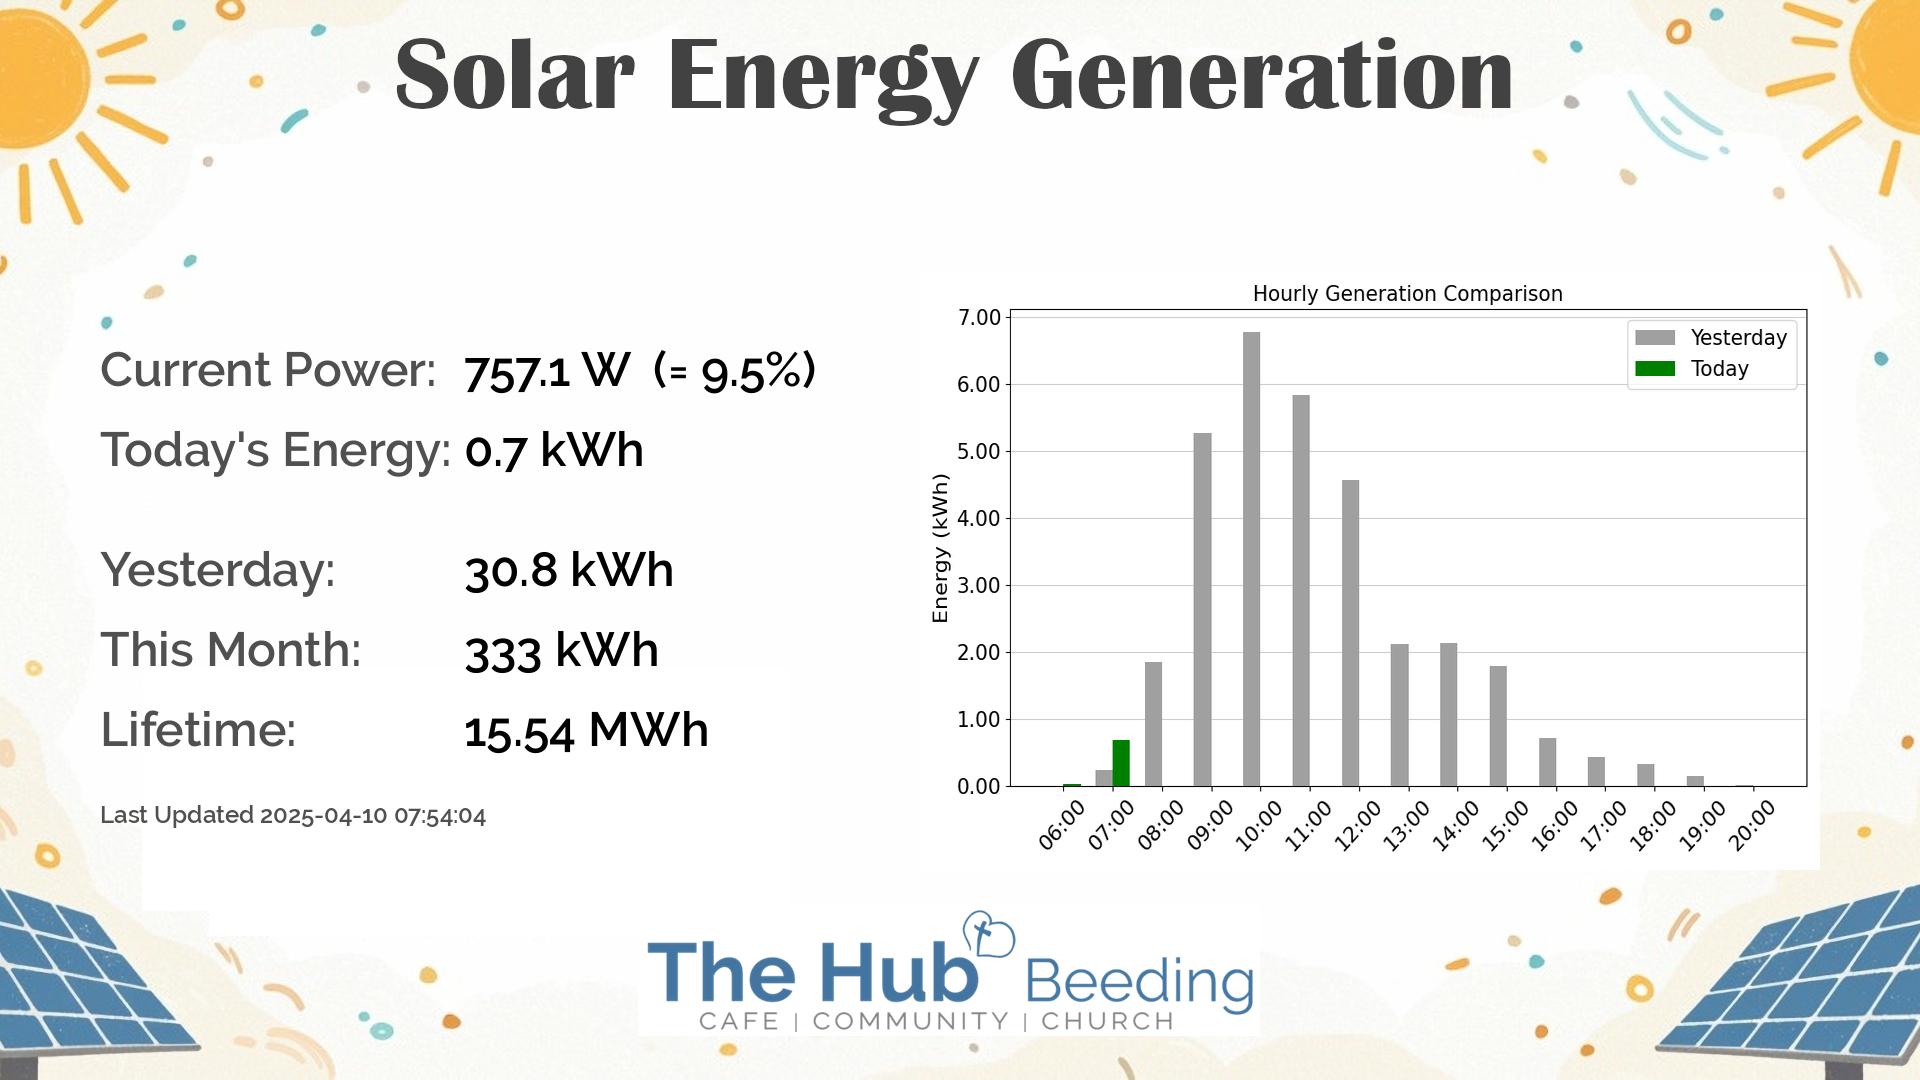 Solar Energy Generation
Current Power: 757.1 W (= 9.5%)
Today's Energy: 0.7 kWh
Yesterday: 30.8 kWh
This Month: 333 kWh
Lifetime: 15.54 MWh
Last Updated 2025-04-10 07:54:04
Hourly Generation Comparison
Yesterday
Today
Energy (kWh)
7.00
6.00
5.00
4.00
3.00
2.00
1.00
0.00
06:00 07:00 08:00 09:00 10:00 11:00 12:00 13:00 14:00 15:00 16:00 17:00 18:00 19:00 20:00
The Hub Beeding
CAFE | COMMUNITY | CHURCH